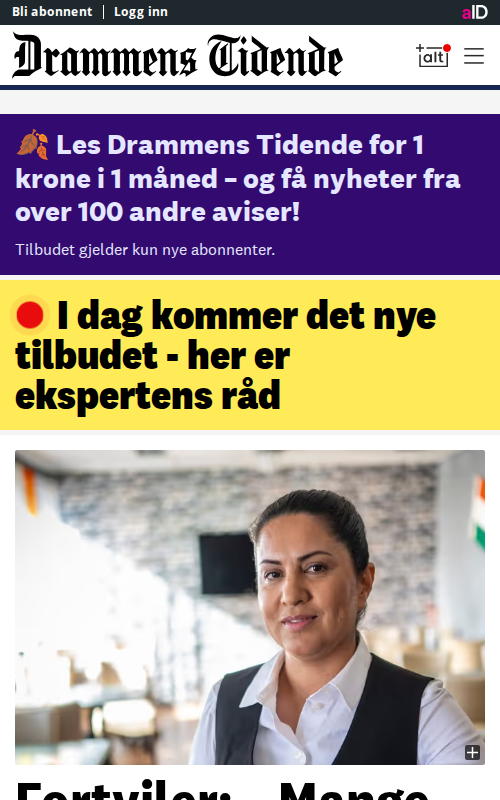 Bli abonnent | Logg inn
aID
Drammens Tidende
+alt
🍂 Les Drammens Tidende for 1
krone i 1 måned – og få nyheter fra
over 100 andre aviser!
Tilbudet gjelder kun nye abonnenter.
I dag kommer det nye
tilbudet - her er
ekspertens råd
Fortviler: – Mange